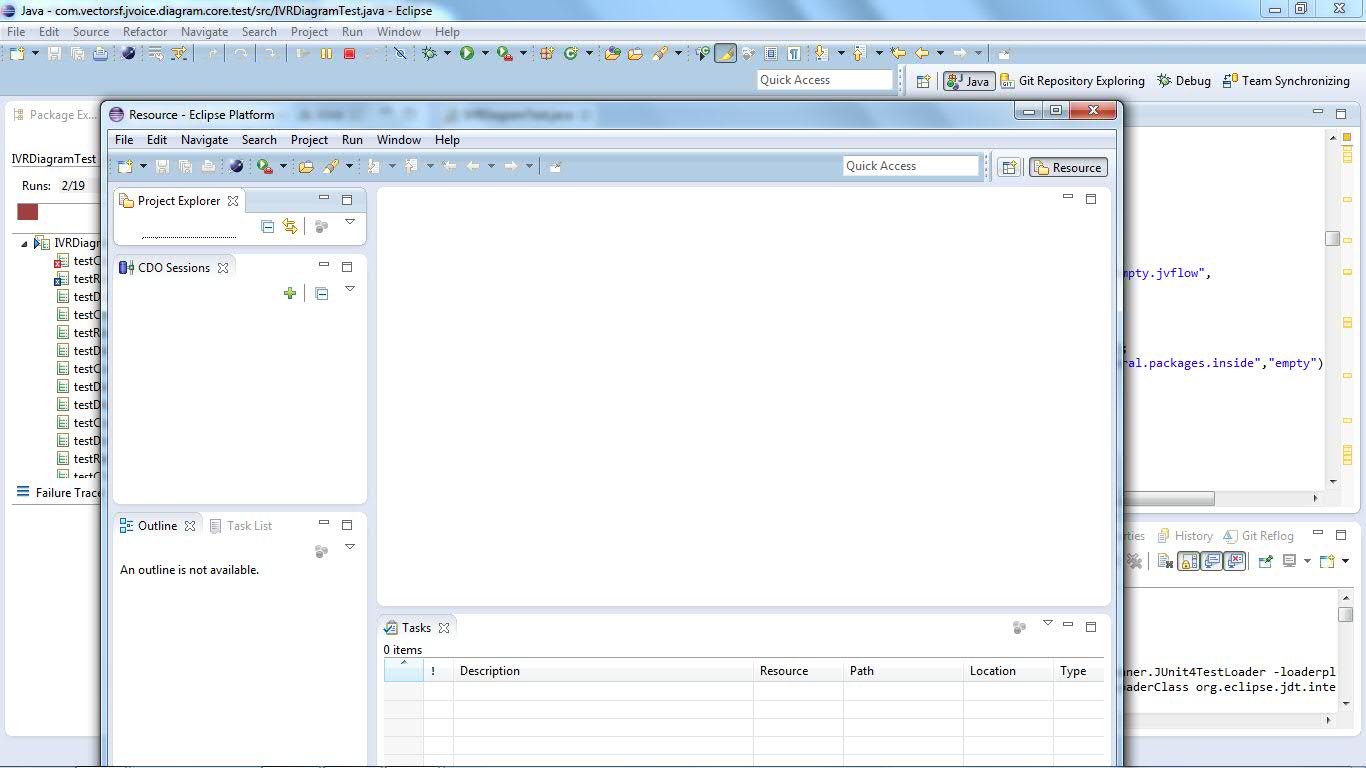 Java - com.vectorsf.jvoice.diagram.core.test/src/IVRDiagramTest.java - Eclipse
File Edit Source Refactor Navigate Search Project Run Window Help
Quick Access
Java Git Repository Exploring Debug Team Synchronizing
Package Ex...
IVRDiagramTest
Runs: 2/19
IVRDiagr
testC
testR
testD
testC
testR
testD
testC
testD
testD
testC
testD
testR
testC
Failure Trace
Resource - Eclipse Platform
IVRDiagramTest.java
File Edit Navigate Search Project Run Window Help
Quick Access
Resource
Project Explorer
CDO Sessions
Outline Task List
An outline is not available.
Tasks
0 items
! Description Resource Path Location Type
mpty.jvflow",
ral.packages.inside","empty")
rties History Git Reflog
nner.JUnit4TestLoader -loaderpl
aderClass org.eclipse.jdt.inte